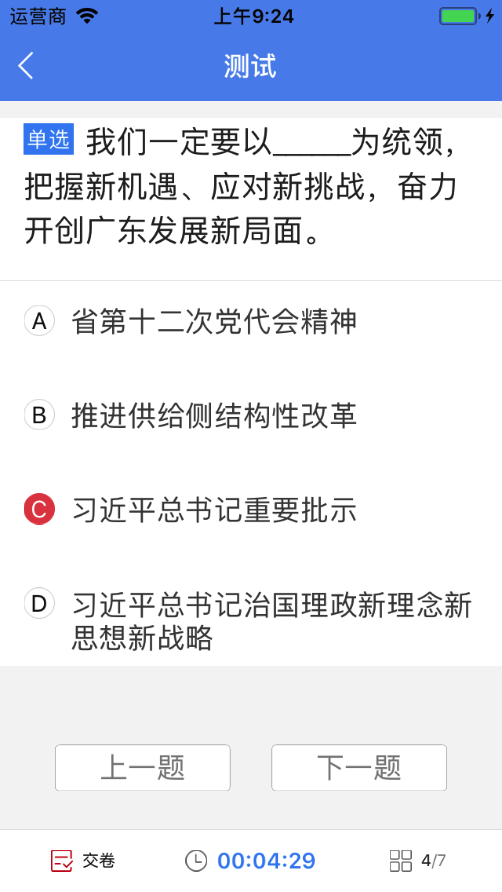 运营商 上午9:24
测试
单选 我们一定要以______为统领，
把握新机遇、应对新挑战，奋力
开创广东发展新局面。
A 省第十二次党代会精神
B 推进供给侧结构性改革
C 习近平总书记重要批示
D 习近平总书记治国理政新理念新
思想新战略
上一题 下一题
交卷 00:04:29 4/7